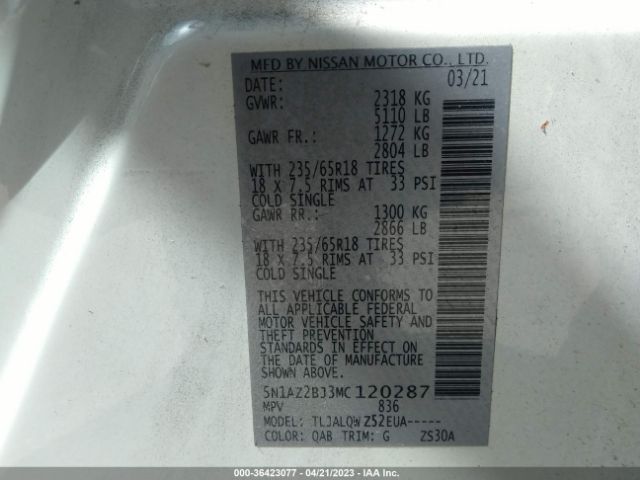 MFD BY NISSAN MOTOR CO., LTD.
DATE: 03/21
GVWR: 2318 KG
5110 LB
GAWR FR.: 1272 KG
2804 LB
WITH 235/65R18 TIRES
18 X 7.5 RIMS AT 33 PSI
COLD SINGLE
GAWR RR.: 1300 KG
2866 LB
WITH 235/65R18 TIRES
18 X 7.5 RIMS AT 33 PSI
COLD SINGLE
THIS VEHICLE CONFORMS TO
ALL APPLICABLE FEDERAL
MOTOR VEHICLE SAFETY AND
THEFT PREVENTION
STANDARDS IN EFFECT ON
THE DATE OF MANUFACTURE
SHOWN ABOVE.
5N1AZ2BJ3MC120287
MPV 836
MODEL: TLJALQWZ52EUA-----
COLOR: QAB TRIM: G ZS30A
000-36423077 - 04/21/2023 - IAA Inc.